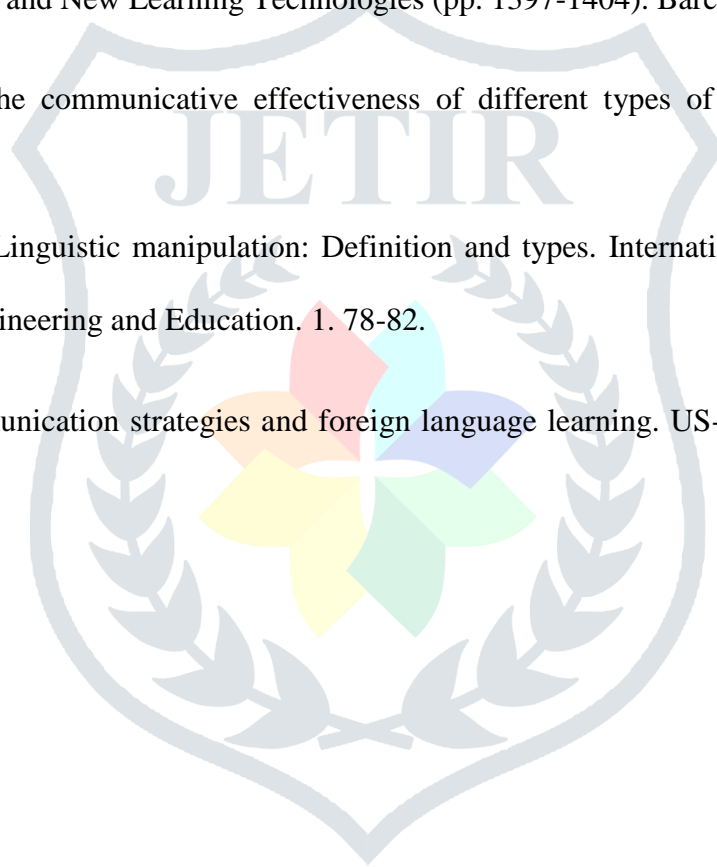 and New Learning Technologies (pp. 1397-1404). Barc
he communicative effectiveness of different types of
JETIR
Linguistic manipulation: Definition and types. Internati
ineering and Education. 1. 78-82.
unication strategies and foreign language learning. US-